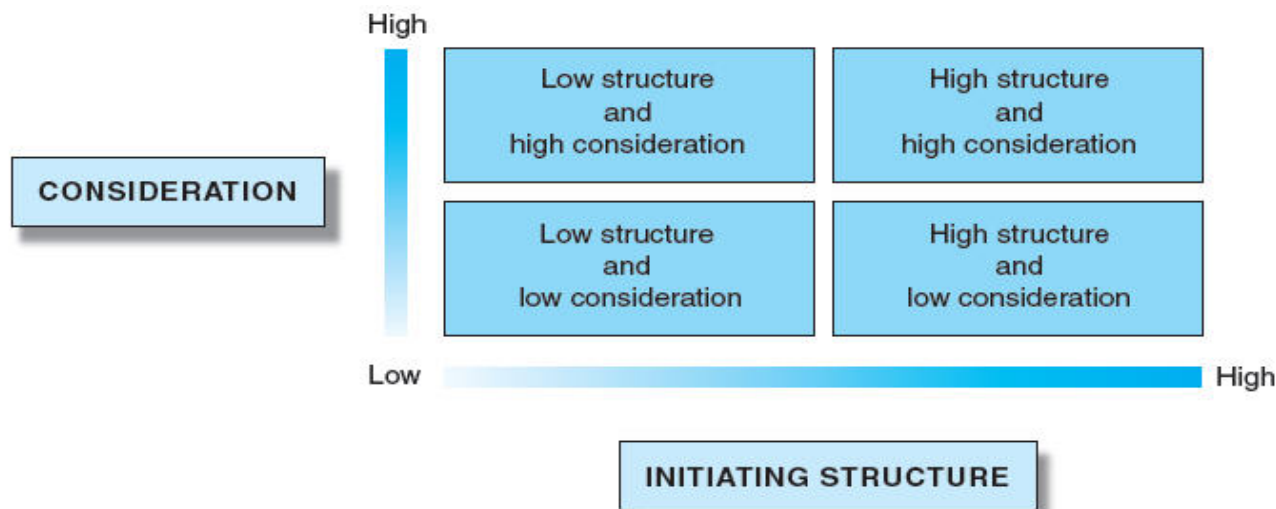 High
Low structure
and
high consideration
High structure
and
high consideration
CONSIDERATION
Low structure
and
low consideration
High structure
and
low consideration
Low
High
INITIATING STRUCTURE